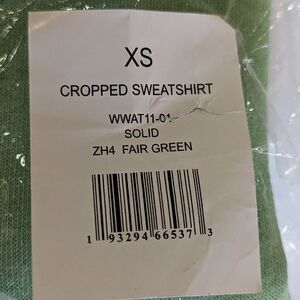 XS
CROPPED SWEATSHIRT
WWAT11-01
SOLID
ZH4 FAIR GREEN
1 93294 66537 3